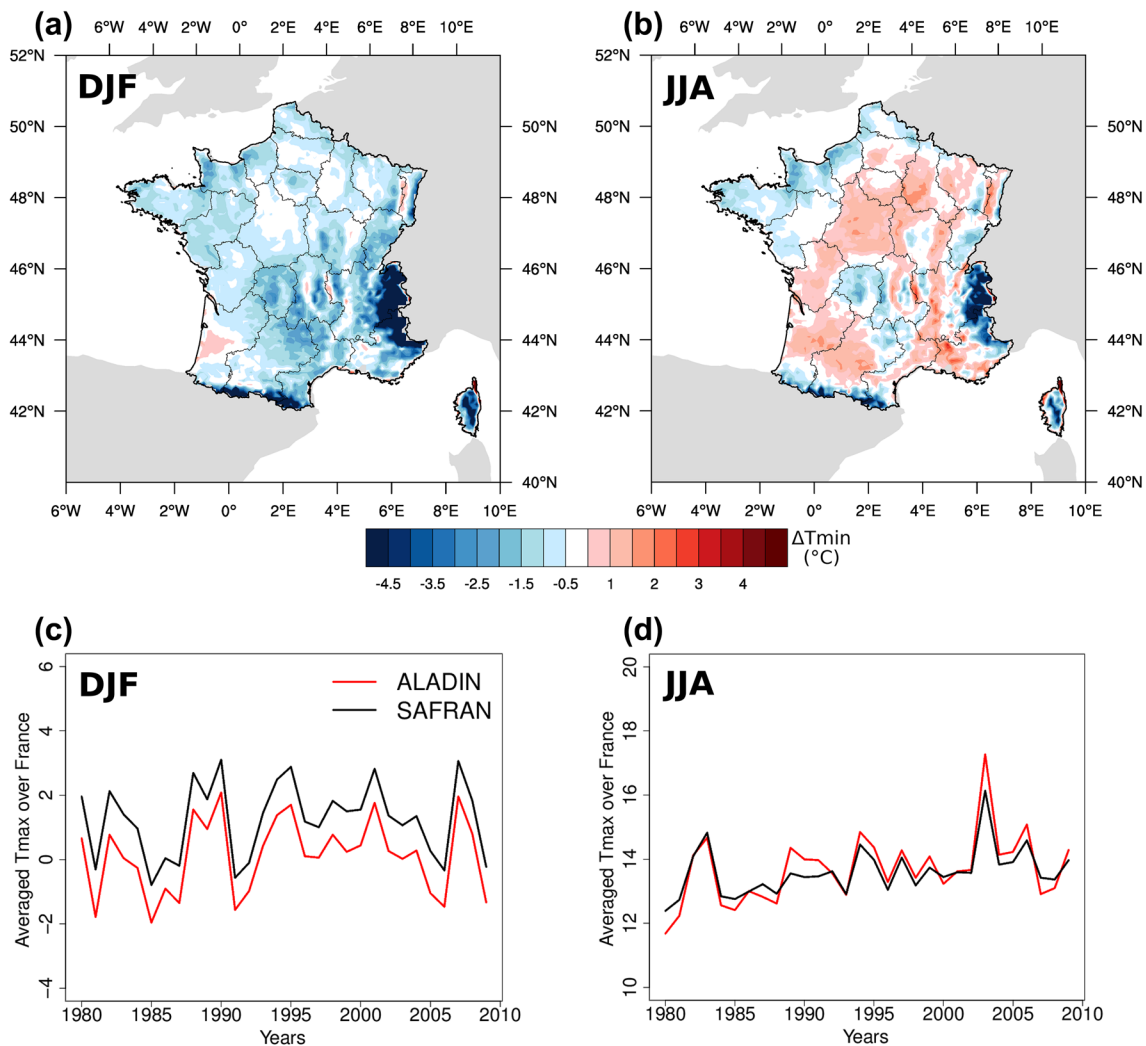 (a)
6°W 4°W 2°W 0° 2°E 4°E 6°E 8°E 10°E
(b)
6°W 4°W 2°W 0° 2°E 4°E 6°E 8°E 10°E
52°N
DJF
52°N
JJA
50°N 50°N
50°N 50°N
48°N 48°N
48°N 48°N
46°N 46°N
46°N 46°N
44°N 44°N
44°N 44°N
42°N 42°N
42°N 42°N
40°N
40°N
6°W 4°W 2°W 0° 2°E 4°E 6°E 8°E 10°E
6°W 4°W 2°W 0° 2°E 4°E 6°E 8°E 10°E
ΔTmin
(°C)
-4.5 -3.5 -2.5 -1.5 -0.5 1 2 3 4
(c)
DJF
ALADIN
SAFRAN
Averaged Tmax over France
6
4
2
0
−2
−4
1980 1985 1990 1995 2000 2005 2010
Years
(d)
JJA
Averaged Tmax over France
20
18
16
14
12
10
1980 1985 1990 1995 2000 2005 2010
Years